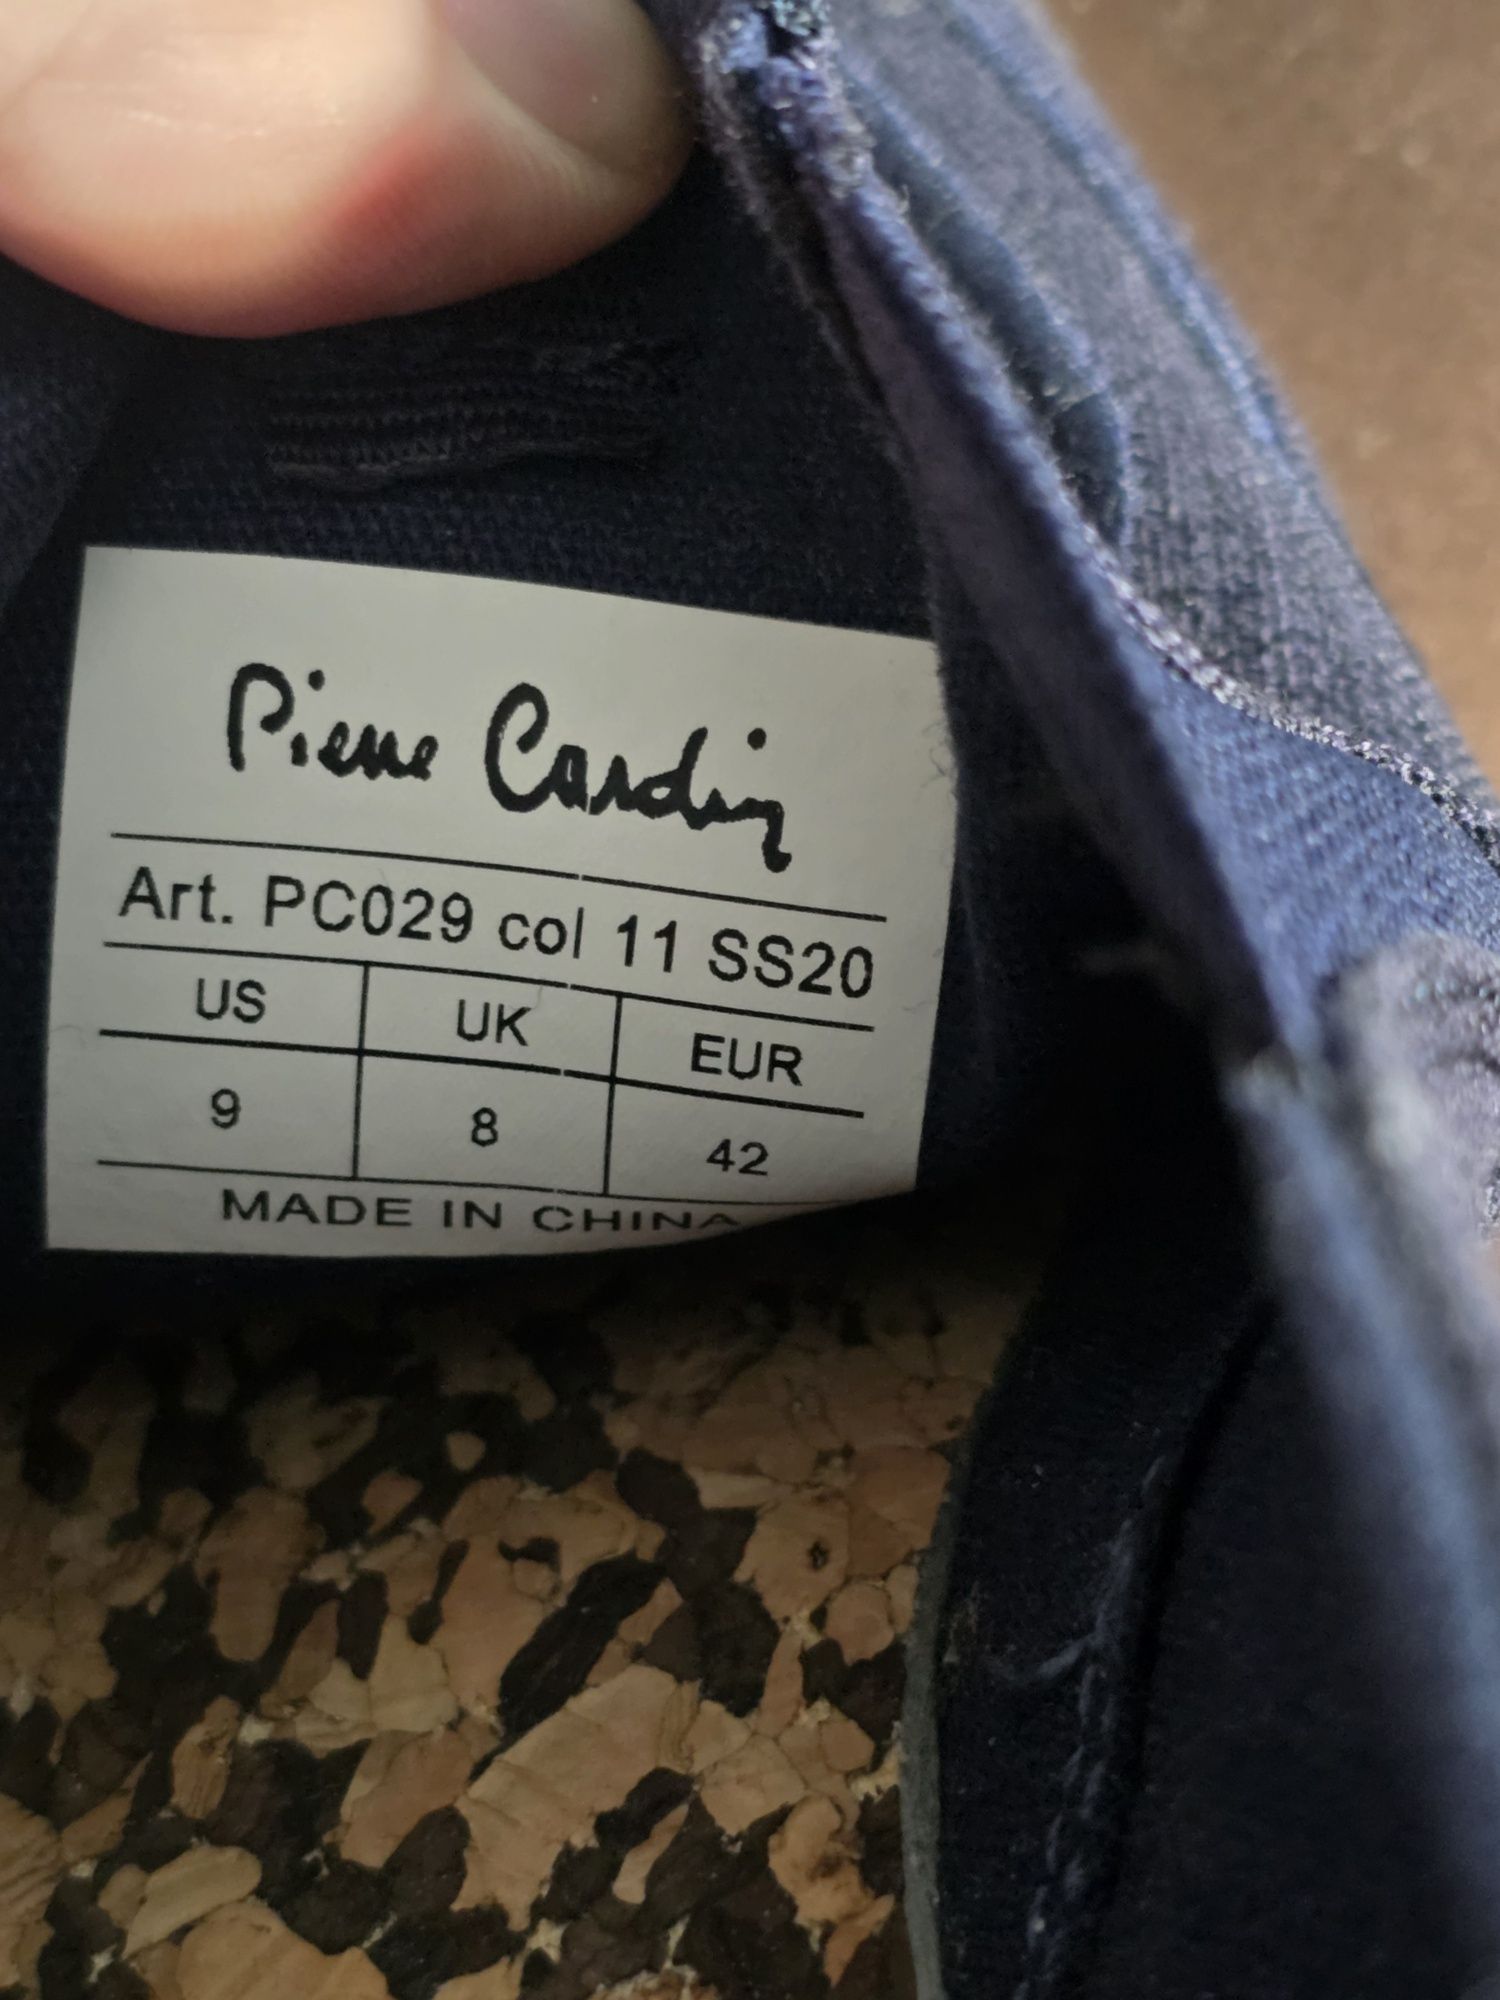 Pierre Cardin
Art. PC029 col 11 SS20
US UK EUR
9 8 42
MADE IN CHINA